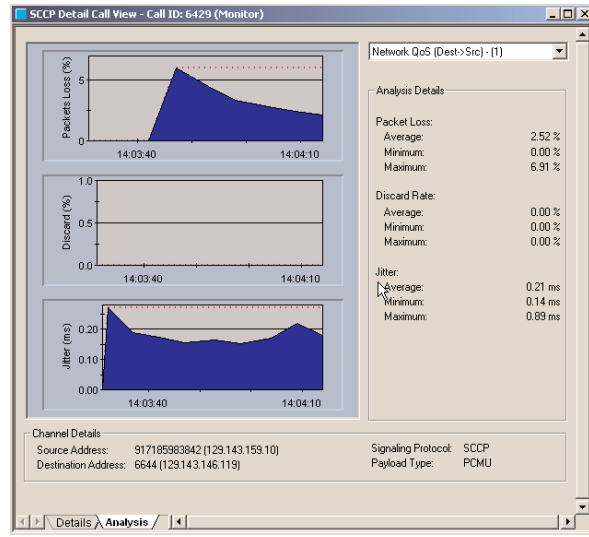 SCCP Detail Call View - Call ID: 6429 (Monitor)
Network QoS (Dest->Src) - (1)
Packets Loss (%)
5
0
14:03:40 14:04:10
Discard (%)
1.0
0.5
0.0
14:03:40 14:04:10
Jitter (ms)
0.20
0.10
0.00
14:03:40 14:04:10
Analysis Details
Packet Loss:
Average: 2.52 %
Minimum: 0.00 %
Maximum: 6.91 %
Discard Rate:
Average: 0.00 %
Minimum: 0.00 %
Maximum: 0.00 %
Jitter:
Average: 0.21 ms
Minimum: 0.14 ms
Maximum: 0.89 ms
Channel Details
Source Address: 917185983842 (129.143.159.10)
Destination Address: 6644 (129.143.146.119)
Signaling Protocol: SCCP
Payload Type: PCMU
Details Analysis